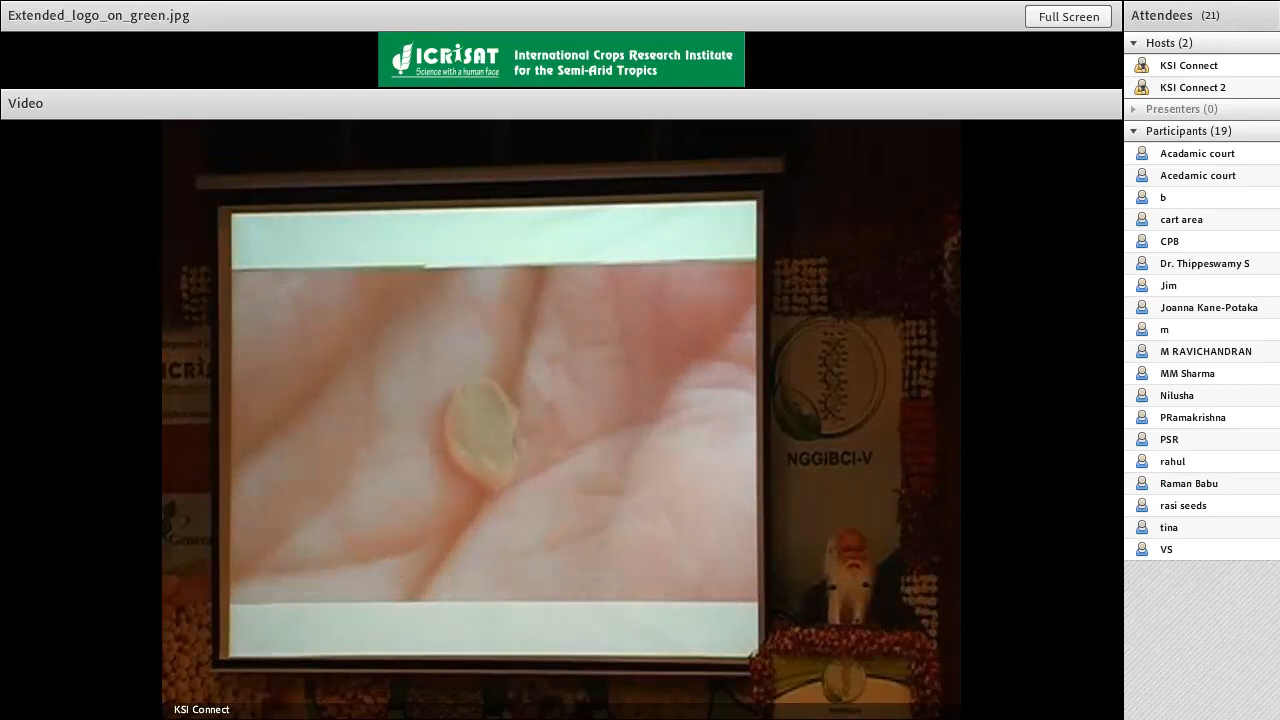 Extended_logo_on_green.jpg
Full Screen
ICRISAT
Science with a human face
International Crops Research Institute
for the Semi-Arid Tropics
Video
NGGIBCI-V
KSI Connect
Attendees (21)
Hosts (2)
KSI Connect
KSI Connect 2
Presenters (0)
Participants (19)
Acadamic court
Acedamic court
b
cart area
CPB
Dr. Thippeswamy S
Jim
Joanna Kane-Potaka
m
M RAVICHANDRAN
MM Sharma
Nilusha
PRamakrishna
PSR
rahul
Raman Babu
rasi seeds
tina
VS